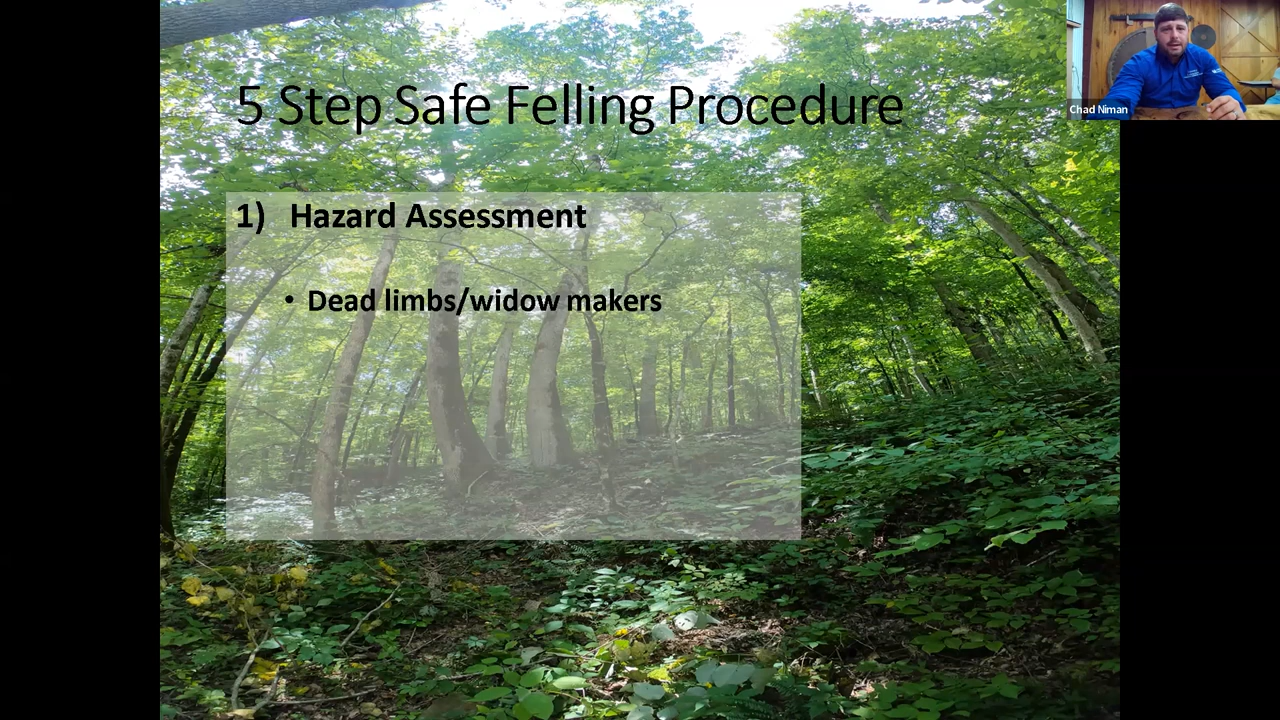 5 Step Safe Felling Procedure
1) Hazard Assessment
• Dead limbs/widow makers
Chad Niman